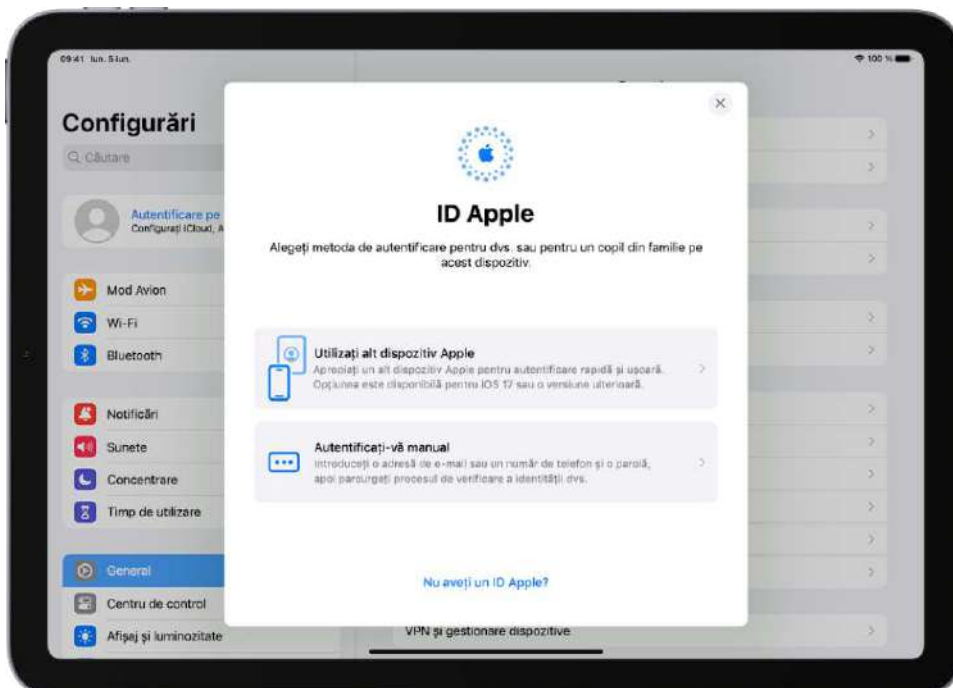 09:41 lun. 5 iun.
100 %
Configurări
Căutare
Autentificare pe
Configurați iCloud, A
Mod Avion
Wi-Fi
Bluetooth
Notificări
Sunete
Concentrare
Timp de utilizare
General
Centru de control
Afișaj și luminozitate
ID Apple
Alegeți metoda de autentificare pentru dvs. sau pentru un copil din familie pe
acest dispozitiv.
Utilizați alt dispozitiv Apple
Apropiați un alt dispozitiv Apple pentru autentificare rapidă și ușoară.
Opțiunea este disponibilă pentru iOS 17 sau o versiune ulterioară.
Autentificați-vă manual
Introduceți o adresă de e-mail sau un număr de telefon și o parolă,
apoi parcurgeți procesul de verificare a identității dvs.
Nu aveți un ID Apple?
VPN și gestionare dispozitive